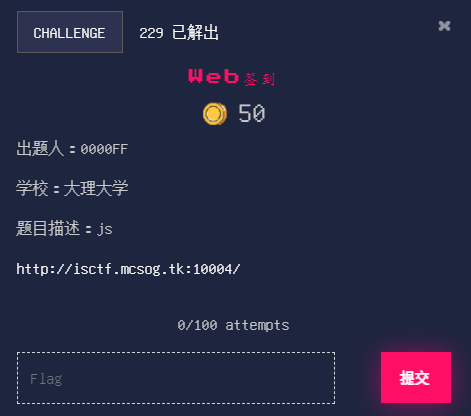 CHALLENGE 229 已解出 ✖
Web签到
50
出题人：0000FF
学校：大理大学
题目描述：js
http://isctf.mcsog.tk:10004/
0/100 attempts
Flag 提交